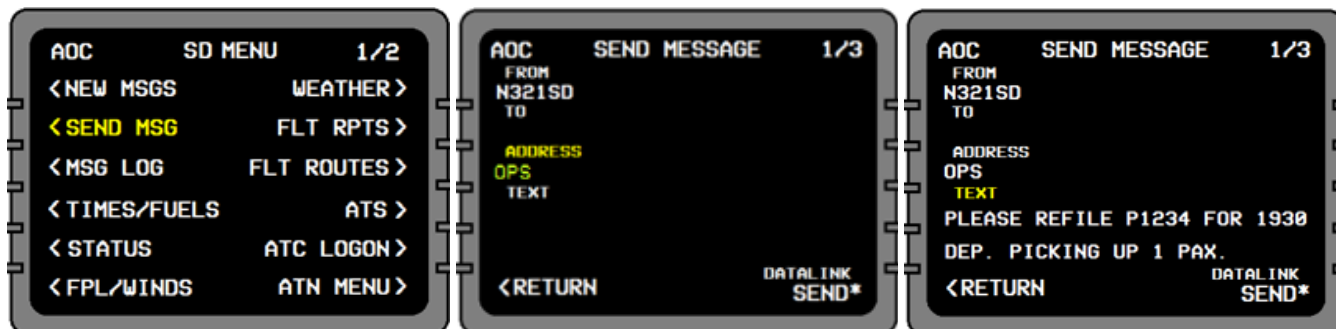 AOC SD MENU 1/2
<NEW MSGS WEATHER>
<SEND MSG FLT RPTS>
<MSG LOG FLT ROUTES>
<TIMES/FUELS ATS>
<STATUS ATC LOGON>
<FPL/WINDS ATN MENU>
AOC SEND MESSAGE 1/3
FROM
N321SD
TO
ADDRESS
OPS
TEXT
DATALINK
<RETURN SEND*
AOC SEND MESSAGE 1/3
FROM
N321SD
TO
ADDRESS
OPS
TEXT
PLEASE REFILE P1234 FOR 1930
DEP. PICKING UP 1 PAX.
DATALINK
<RETURN SEND*